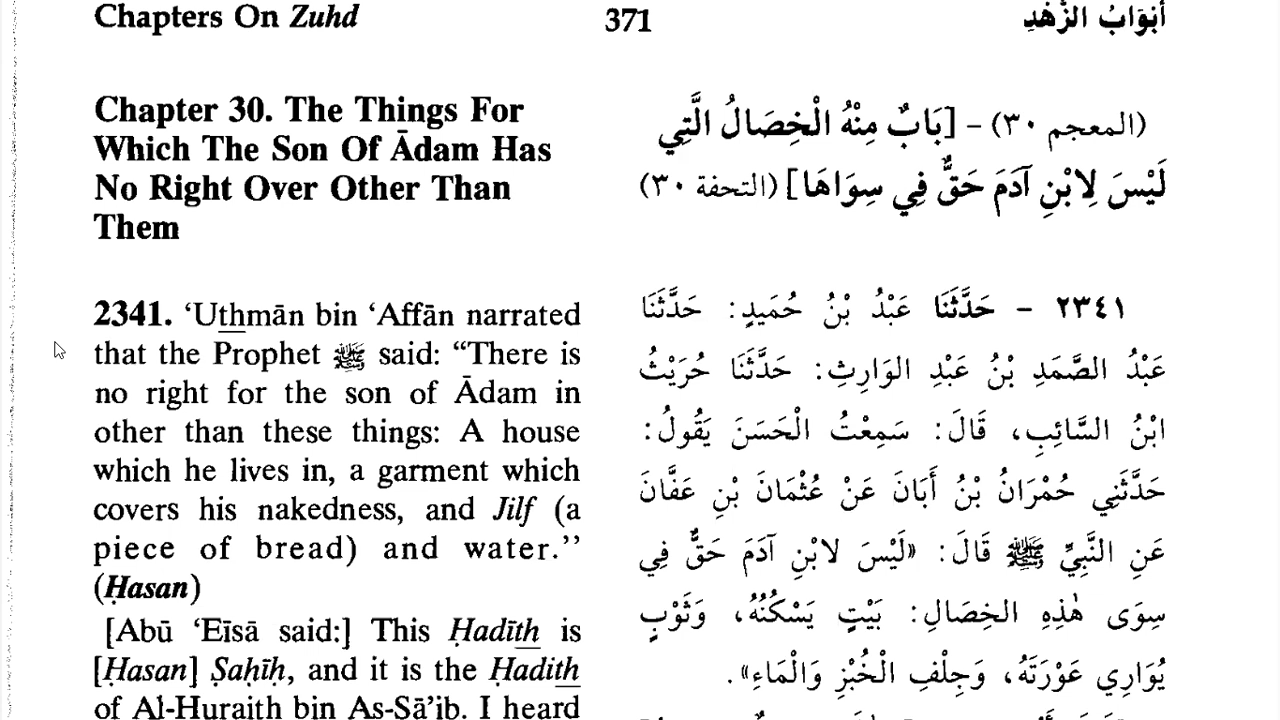 Chapters On Zuhd
371
أَبْوَابُ الزُّهْدِ
Chapter 30. The Things For
Which The Son Of Ādam Has
No Right Over Other Than
Them
2341. ‘Uthmān bin ‘Affān narrated
that the Prophet ﷺ said: “There is
no right for the son of Ādam in
other than these things: A house
which he lives in, a garment which
covers his nakedness, and Jilf (a
piece of bread) and water.’’
(Ḥasan)
[Abū ‘Eīsā said:] This Ḥadīth is
[Ḥasan] Ṣaḥīḥ, and it is the Ḥadith
of Al-Huraith bin As-Sā’ib. I heard
(المعجم ٣٠) - [بَابٌ مِنْهُ الْخِصَالُ الَّتِي
لَيْسَ لِابْنِ آدَمَ حَقٌّ فِي سِوَاهَا] (التحفة ٣٠)
٢٣٤١ - حَدَّثَنَا عَبْدُ بْنُ حُمَيدٍ: حَدَّثَنَا
عَبْدُ الصَّمَدِ بْنُ عَبْدِ الوَارِثِ: حَدَّثَنَا حُرَيْثُ
ابْنُ السَّائِبِ، قَالَ: سَمِعْتُ الْحَسَنَ يَقُولُ:
حَدَّثَنِي حُمْرَانُ بْنُ أَبَانَ عَنْ عُثْمَانَ بْنِ عَفَّانَ
عَنِ النَّبِيِّ ﷺ قَالَ: «لَيْسَ لابْنِ آدَمَ حَقٌّ فِي
سِوَى هٰذِهِ الخِصَالِ: بَيْتٍ يَسْكُنُهُ، وَثَوْبٍ
يُوَارِي عَوْرَتَهُ، وَجِلْفِ الْخُبْزِ وَالْمَاءِ».